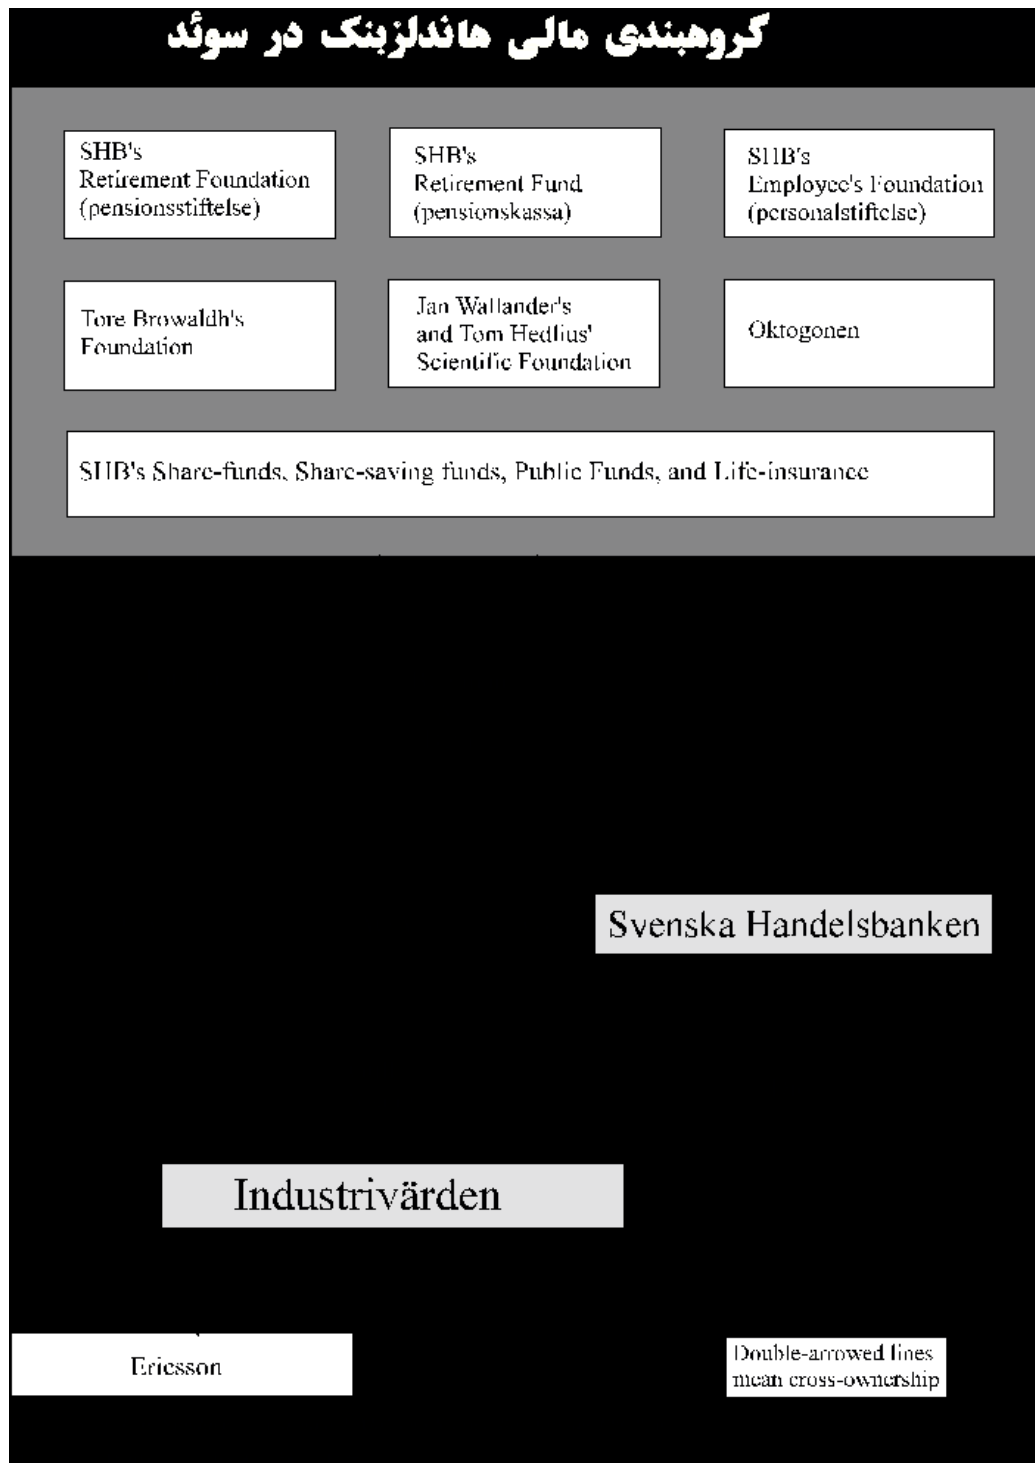 گروهبندی مالی هاندلزبنک در سوئد
SHB's
Retirement Foundation
(pensionsstiftelse)
SHB's
Retirement Fund
(pensionskassa)
SHB's
Employee's Foundation
(personalstiftelse)
Tore Browaldh's
Foundation
Jan Wallander's
and Tom Hedlius'
Scientific Foundation
Oktogonen
SHB's Share-funds, Share-saving funds, Public Funds, and Life-insurance
Svenska Handelsbanken
Industrivärden
Ericsson
Double-arrowed lines
mean cross-ownership